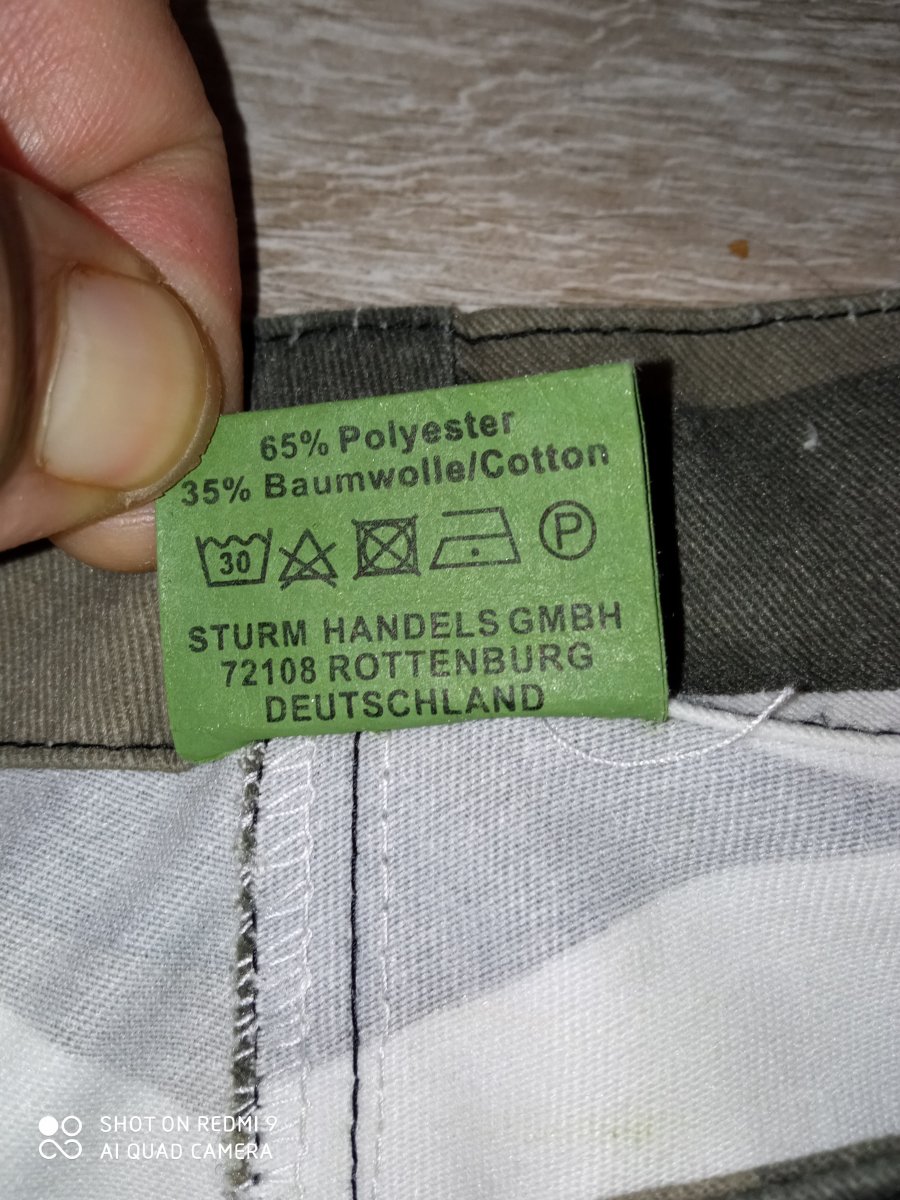 65% Polyester
35% Baumwolle/Cotton
30 P
STURM HANDELS GMBH
72108 ROTTENBURG
DEUTSCHLAND
SHOT ON REDMI 9
AI QUAD CAMERA